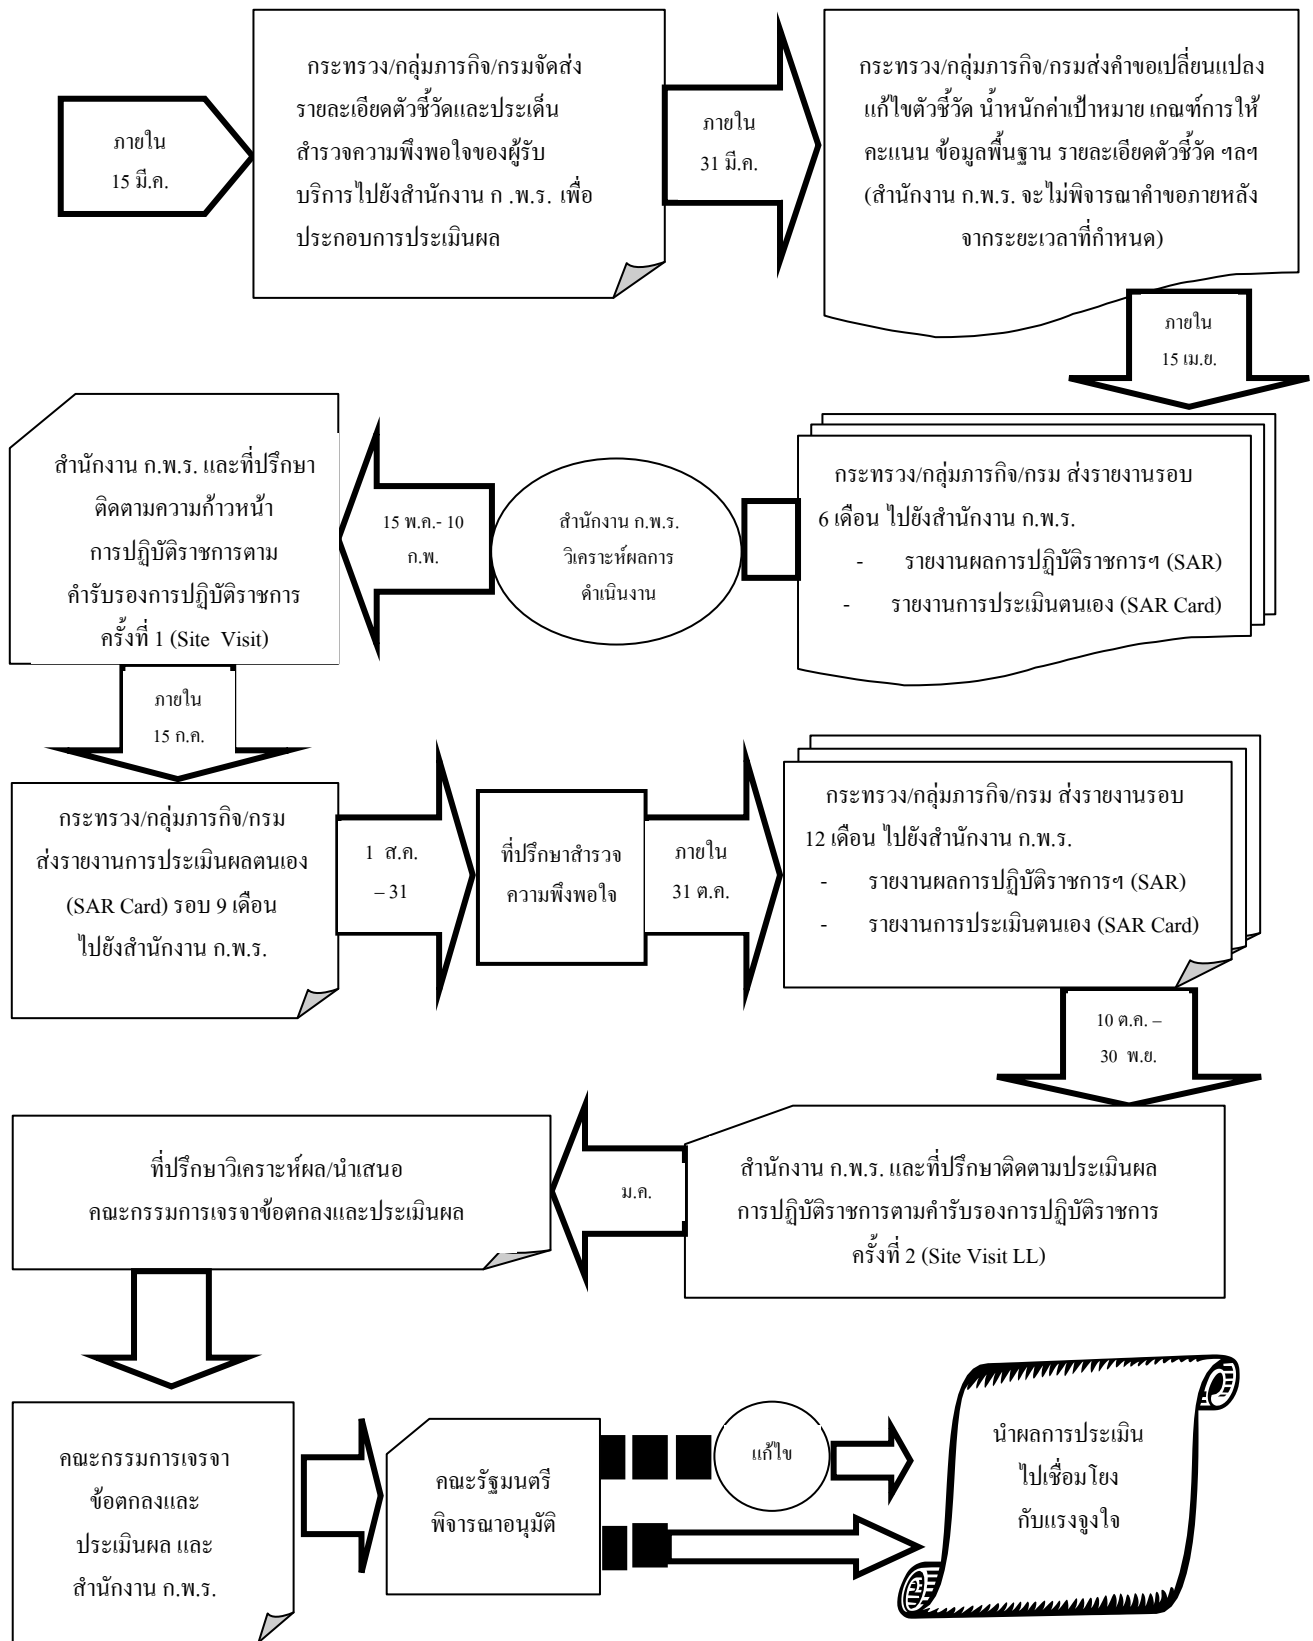 ภายใน
15 มี.ค.
กระทรวง/กลุ่มภารกิจ/กรมจัดส่ง
รายละเอียดตัวชี้วัดและประเด็น
สำรวจความพึงพอใจของผู้รับ
บริการไปยังสำนักงาน ก .พ.ร. เพื่อ
ประกอบการประเมินผล
ภายใน
31 มี.ค.
กระทรวง/กลุ่มภารกิจ/กรมส่งคำขอเปลี่ยนแปลง
แก้ไขตัวชี้วัด น้ำหนักค่าเป้าหมาย เกณฑ์การให้
คะแนน ข้อมูลพื้นฐาน รายละเอียดตัวชี้วัด ฯลฯ
(สำนักงาน ก.พ.ร. จะไม่พิจารณาคำขอภายหลัง
จากระยะเวลาที่กำหนด)
ภายใน
15 เม.ย.
กระทรวง/กลุ่มภารกิจ/กรม ส่งรายงานรอบ
6 เดือน ไปยังสำนักงาน ก.พ.ร.
- รายงานผลการปฏิบัติราชการฯ (SAR)
- รายงานการประเมินตนเอง (SAR Card)
สำนักงาน ก.พ.ร.
วิเคราะห์ผลการ
ดำเนินงาน
15 พ.ค.- 10
ก.พ.
สำนักงาน ก.พ.ร. และที่ปรึกษา
ติดตามความก้าวหน้า
การปฏิบัติราชการตาม
คำรับรองการปฏิบัติราชการ
ครั้งที่ 1 (Site Visit)
ภายใน
15 ก.ค.
กระทรวง/กลุ่มภารกิจ/กรม
ส่งรายงานการประเมินผลตนเอง
(SAR Card) รอบ 9 เดือน
ไปยังสำนักงาน ก.พ.ร.
1 ส.ค.
– 31
ที่ปรึกษาสำรวจ
ความพึงพอใจ
ภายใน
31 ต.ค.
กระทรวง/กลุ่มภารกิจ/กรม ส่งรายงานรอบ
12 เดือน ไปยังสำนักงาน ก.พ.ร.
- รายงานผลการปฏิบัติราชการฯ (SAR)
- รายงานการประเมินตนเอง (SAR Card)
10 ต.ค. –
30 พ.ย.
สำนักงาน ก.พ.ร. และที่ปรึกษาติดตามประเมินผล
การปฏิบัติราชการตามคำรับรองการปฏิบัติราชการ
ครั้งที่ 2 (Site Visit LL)
ม.ค.
ที่ปรึกษาวิเคราะห์ผล/นำเสนอ
คณะกรรมการเจรจาข้อตกลงและประเมินผล
คณะกรรมการเจรจา
ข้อตกลงและ
ประเมินผล และ
สำนักงาน ก.พ.ร.
คณะรัฐมนตรี
พิจารณาอนุมัติ
แก้ไข
นำผลการประเมิน
ไปเชื่อมโยง
กับแรงจูงใจ